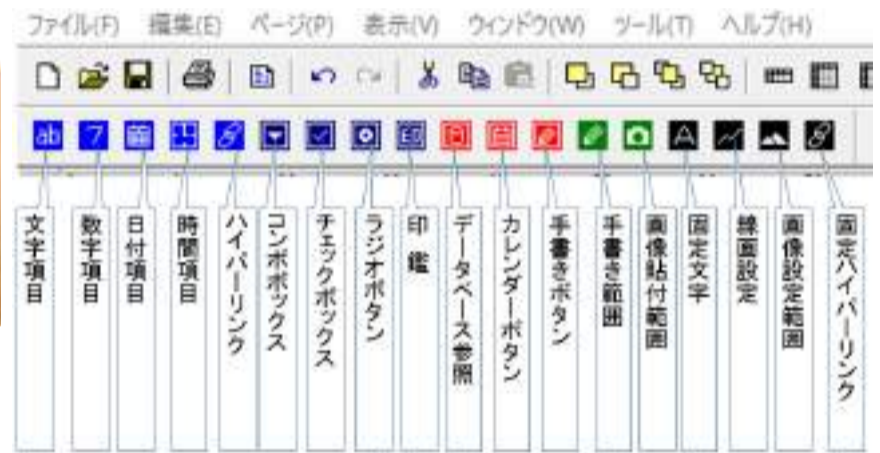 ファイル(F) 編集(E) ページ(P) 表示(V) ウィンドウ(W) ツール(T) ヘルプ(H)
ab 7
文字項目
数字項目
日付項目
時間項目
ハイパーリンク
コンボボックス
チェックボックス
ラジオボタン
印鑑
データベース参照
カレンダーボタン
手書きボタン
手書き範囲
画像貼付範囲
固定文字
線画設定
画像設定範囲
固定ハイパーリンク